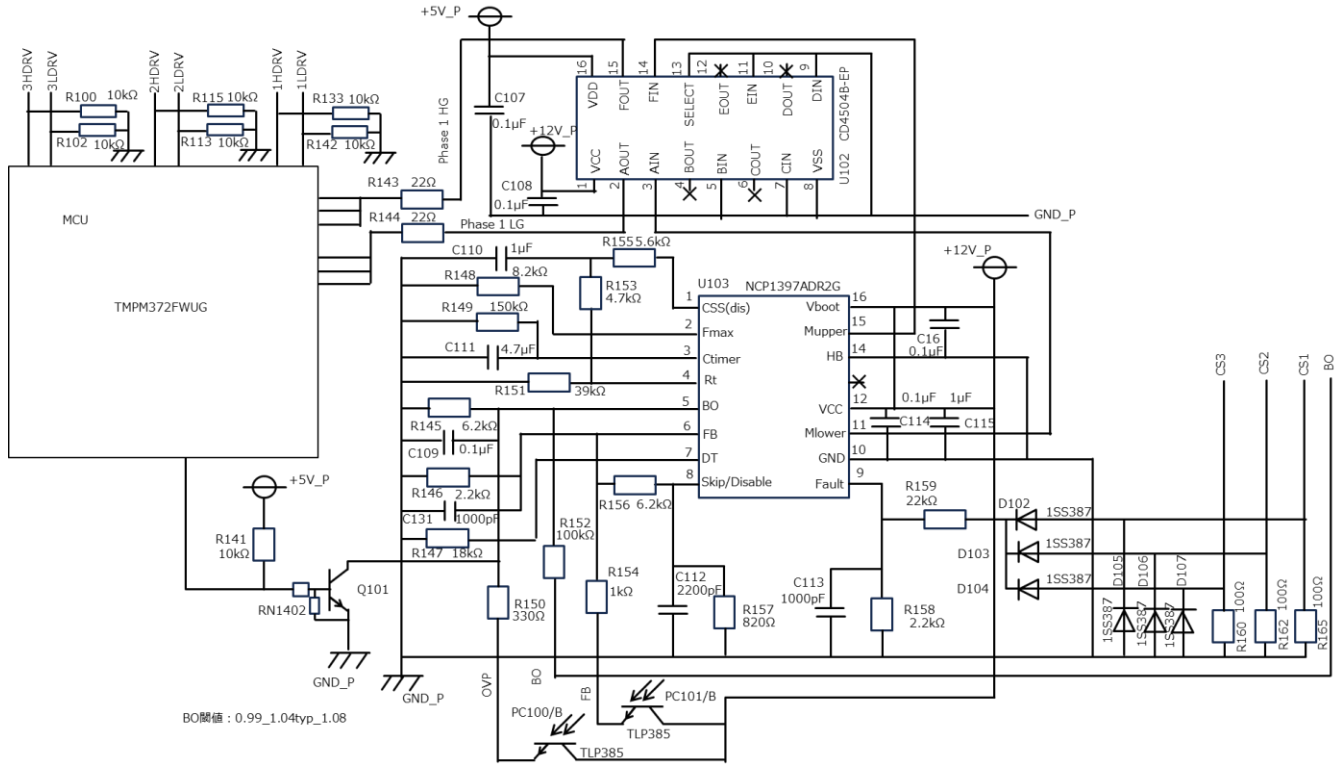 +5V_P
3HDRV
3LDRV
2HDRV
2LDRV
1HDRV
1LDRV
R100 10kΩ
R102 10kΩ
R115 10kΩ
R113 10kΩ
R133 10kΩ
R142 10kΩ
MCU
TMPM372FWUG
R143 22Ω
R144 22Ω
Phase 1 HG
Phase 1 LG
C107
0.1µF
+12V_P
C108
0.1µF
16 15 14 13 12 11 10 9
VDD FOUT FIN SELECT EOUT EIN DOUT DIN
VCC AOUT AIN BOUT BIN COUT CIN VSS
1 2 3 4 5 6 7 8
U102 CD4504B-EP
GND_P
+12V_P
C110 1µF
R155 5.6kΩ
R148 8.2kΩ
R153
4.7kΩ
R149 150kΩ
C111 4.7µF
R151 39kΩ
R145 6.2kΩ
C109 0.1µF
R146 2.2kΩ
C131 1000pF
R147 18kΩ
U103 NCP1397ADR2G
1 CSS(dis)
2 Fmax
3 Ctimer
4 Rt
5 BO
6 FB
7 DT
8 Skip/Disable
Vboot 16
Mupper 15
HB 14
VCC 12
Mlower 11
GND 10
Fault 9
C16
0.1µF
0.1µF 1µF
C114 C115
CS3
CS2
CS1
BO
+5V_P
R141
10kΩ
RN1402
Q101
GND_P
GND_P
R152
100kΩ
R156 6.2kΩ
R154
1kΩ
R150
330Ω
C112
2200pF
R157
820Ω
C113
1000pF
R158
2.2kΩ
R159
22kΩ
D102 1SS387
D103 1SS387
D104 1SS387
D105 1SS387
D106 1SS387
D107 1SS387
R160 100Ω
R162 100Ω
R165 100Ω
OVP
BO
FB
PC101/B
TLP385
PC100/B
TLP385
BO閾値：0.99_1.04typ_1.08